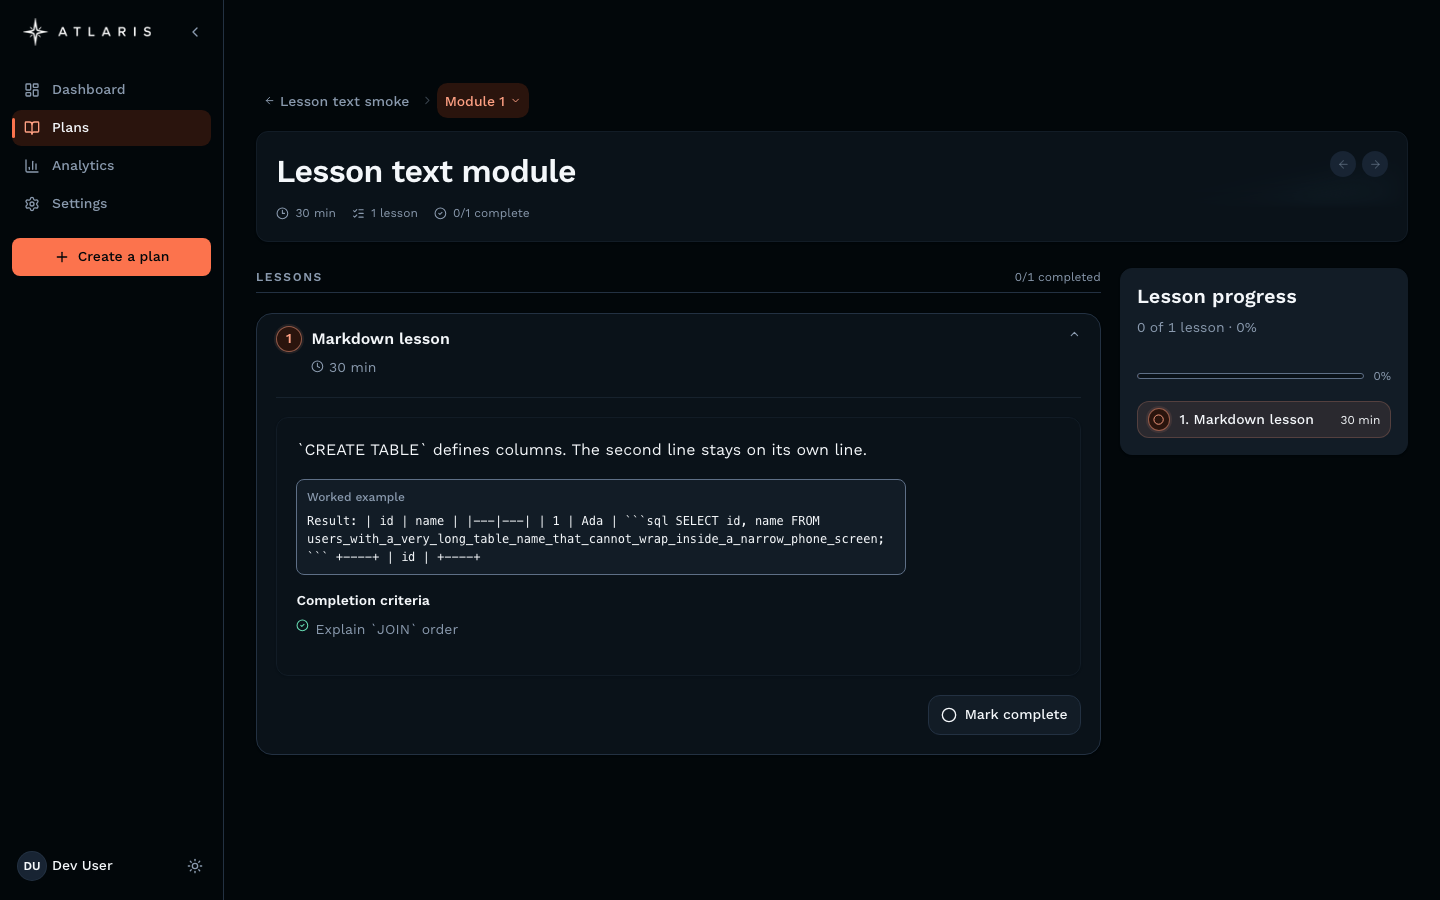 ATLARIS
Dashboard
Plans
Analytics
Settings
Create a plan
Lesson text smoke
Module 1
Lesson text module
30 min
1 lesson
0/1 complete
LESSONS
0/1 completed
1
Markdown lesson
30 min
`CREATE TABLE` defines columns. The second line stays on its own line.
Worked example
Result: | id | name | |---|---| | 1 | Ada | ```sql SELECT id, name FROM
users_with_a_very_long_table_name_that_cannot_wrap_inside_a_narrow_phone_screen;
``` +----+ | id | +----+
Completion criteria
Explain `JOIN` order
Mark complete
Lesson progress
0 of 1 lesson · 0%
0%
1. Markdown lesson
30 min
DU
Dev User